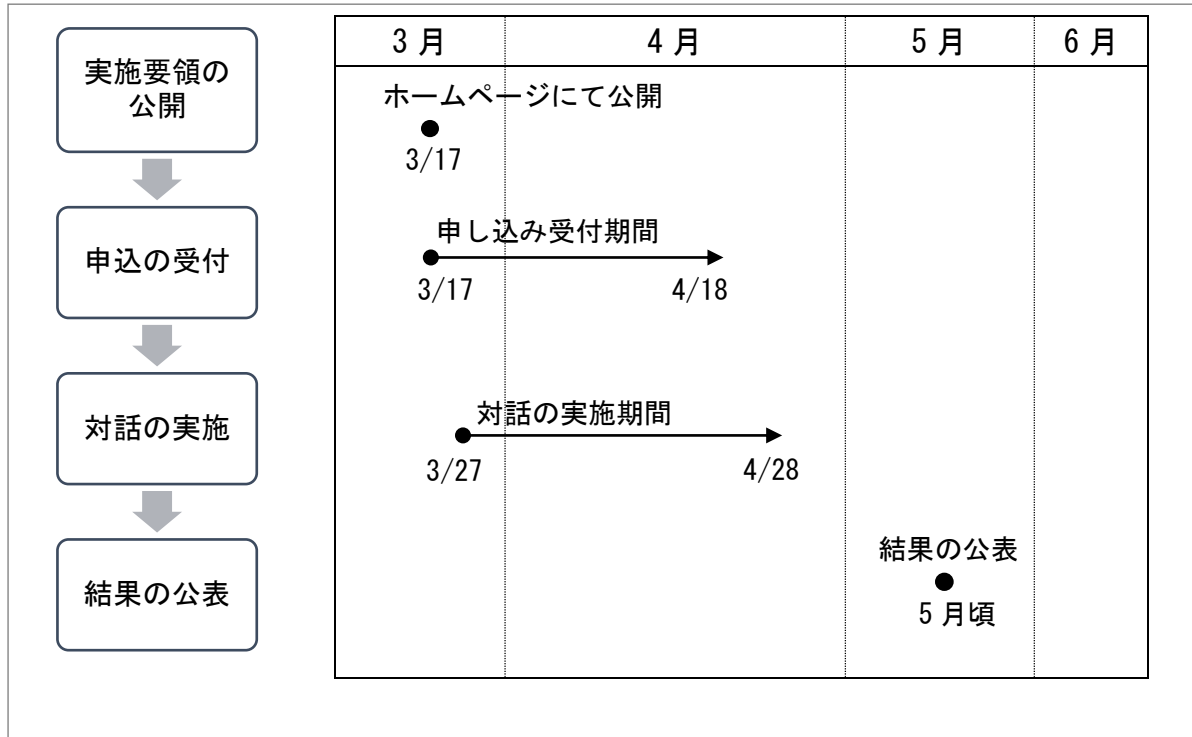 実施要領の
公開
申込の受付
対話の実施
結果の公表
3月 4月 5月 6月
ホームページにて公開
3/17
申し込み受付期間
3/17 4/18
対話の実施期間
3/27 4/28
結果の公表
5月頃